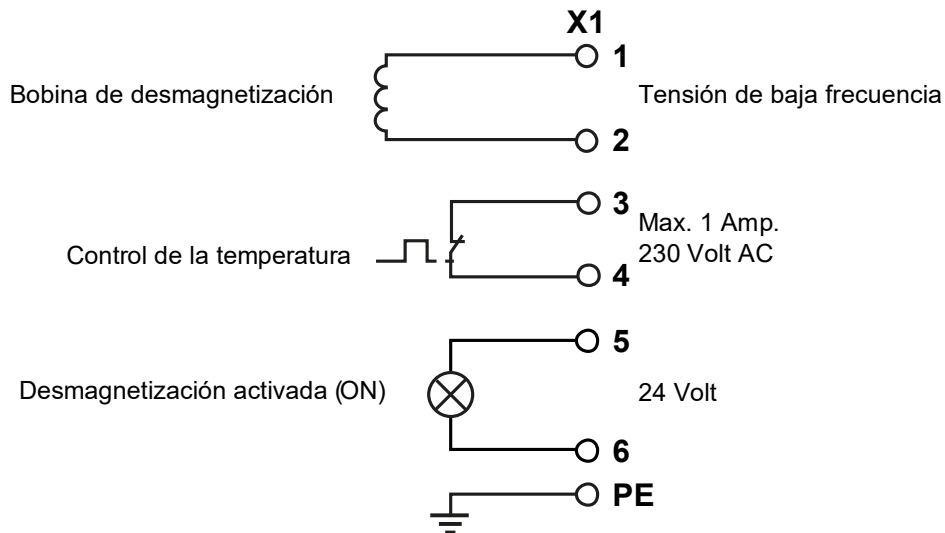 X1
1
Bobina de desmagnetización
Tensión de baja frecuencia
2
3
Max. 1 Amp.
Control de la temperatura
230 Volt AC
4
5
Desmagnetización activada (ON)
24 Volt
6
PE